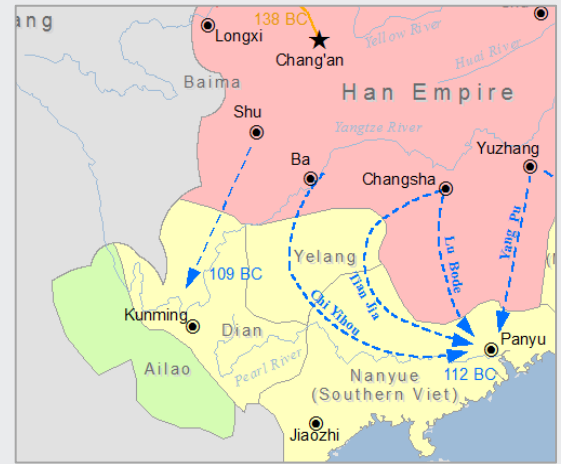 ang
138 BC
Longxi
Yellow River
Chang'an
Huai River
Baima
Han Empire
Shu
Yangtze River
Ba
Yuzhang
Changsha
Yang Pu
Lu Bode
Yelang
109 BC
Tian Jia
Chi Yihou
Kunming
Dian
Panyu
Pearl River
Ailao
112 BC
Nanyue
(Southern Viet)
Jiaozhi